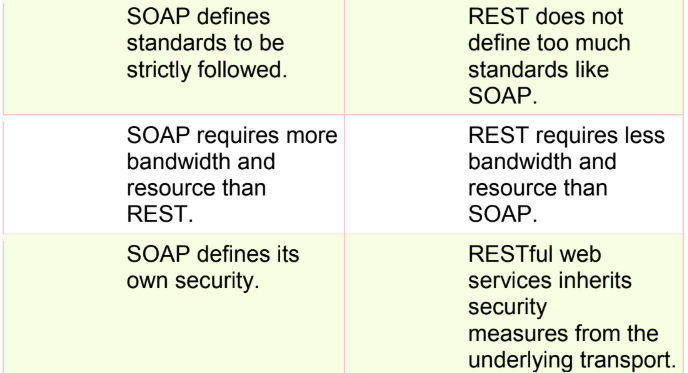 SOAP defines
standards to be
strictly followed.
REST does not
define too much
standards like
SOAP.
SOAP requires more
bandwidth and
resource than
REST.
REST requires less
bandwidth and
resource than
SOAP.
SOAP defines its
own security.
RESTful web
services inherits
security
measures from the
underlying transport.